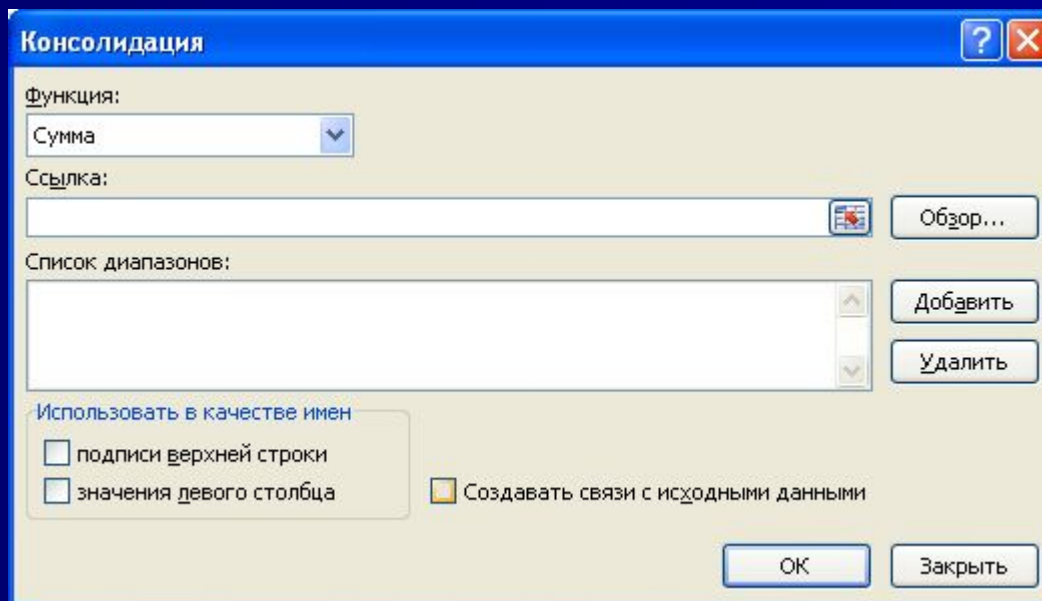 Консолидация
Функция:
Сумма
Ссылка:
Обзор...
Список диапазонов:
Добавить
Удалить
Использовать в качестве имен
подписи верхней строки
значения левого столбца
Создавать связи с исходными данными
ОК
Закрыть